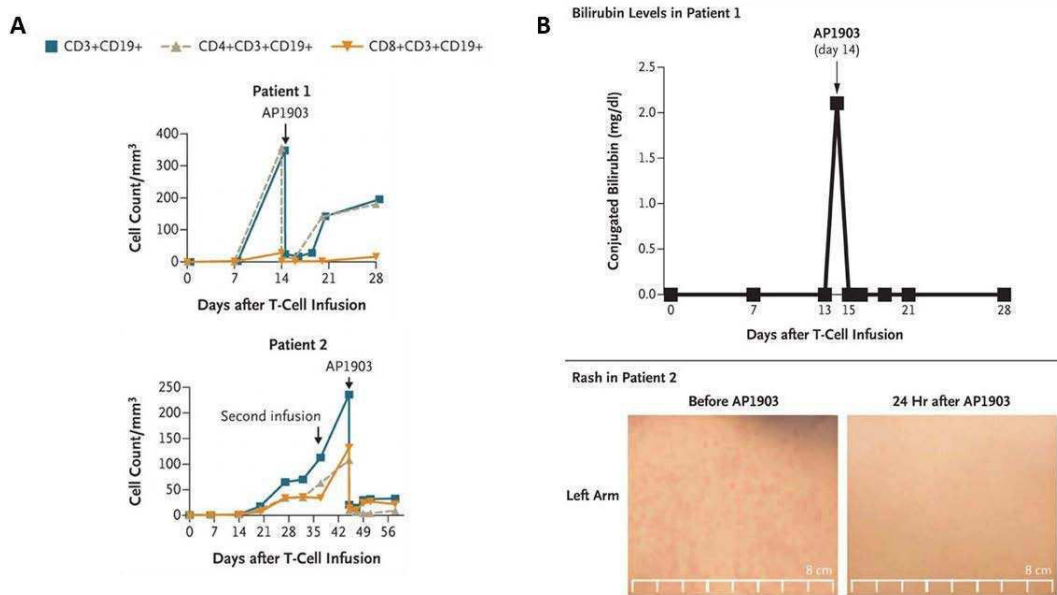 A
CD3+CD19+ CD4+CD3+CD19+ CD8+CD3+CD19+
Patient 1
AP1903
Cell Count/mm³
400
300
200
100
0
0 7 14 21 28
Days after T-Cell Infusion
Patient 2
AP1903
Second infusion
Cell Count/mm³
250
200
150
100
50
0
0 7 14 21 28 35 42 49 56
Days after T-Cell Infusion
B
Bilirubin Levels in Patient 1
AP1903
(day 14)
Conjugated Bilirubin (mg/dl)
2.5
2.0
1.5
1.0
0.5
0.0
0 7 13 15 21 28
Days after T-Cell Infusion
Rash in Patient 2
Before AP1903 24 Hr after AP1903
Left Arm
8 cm 8 cm